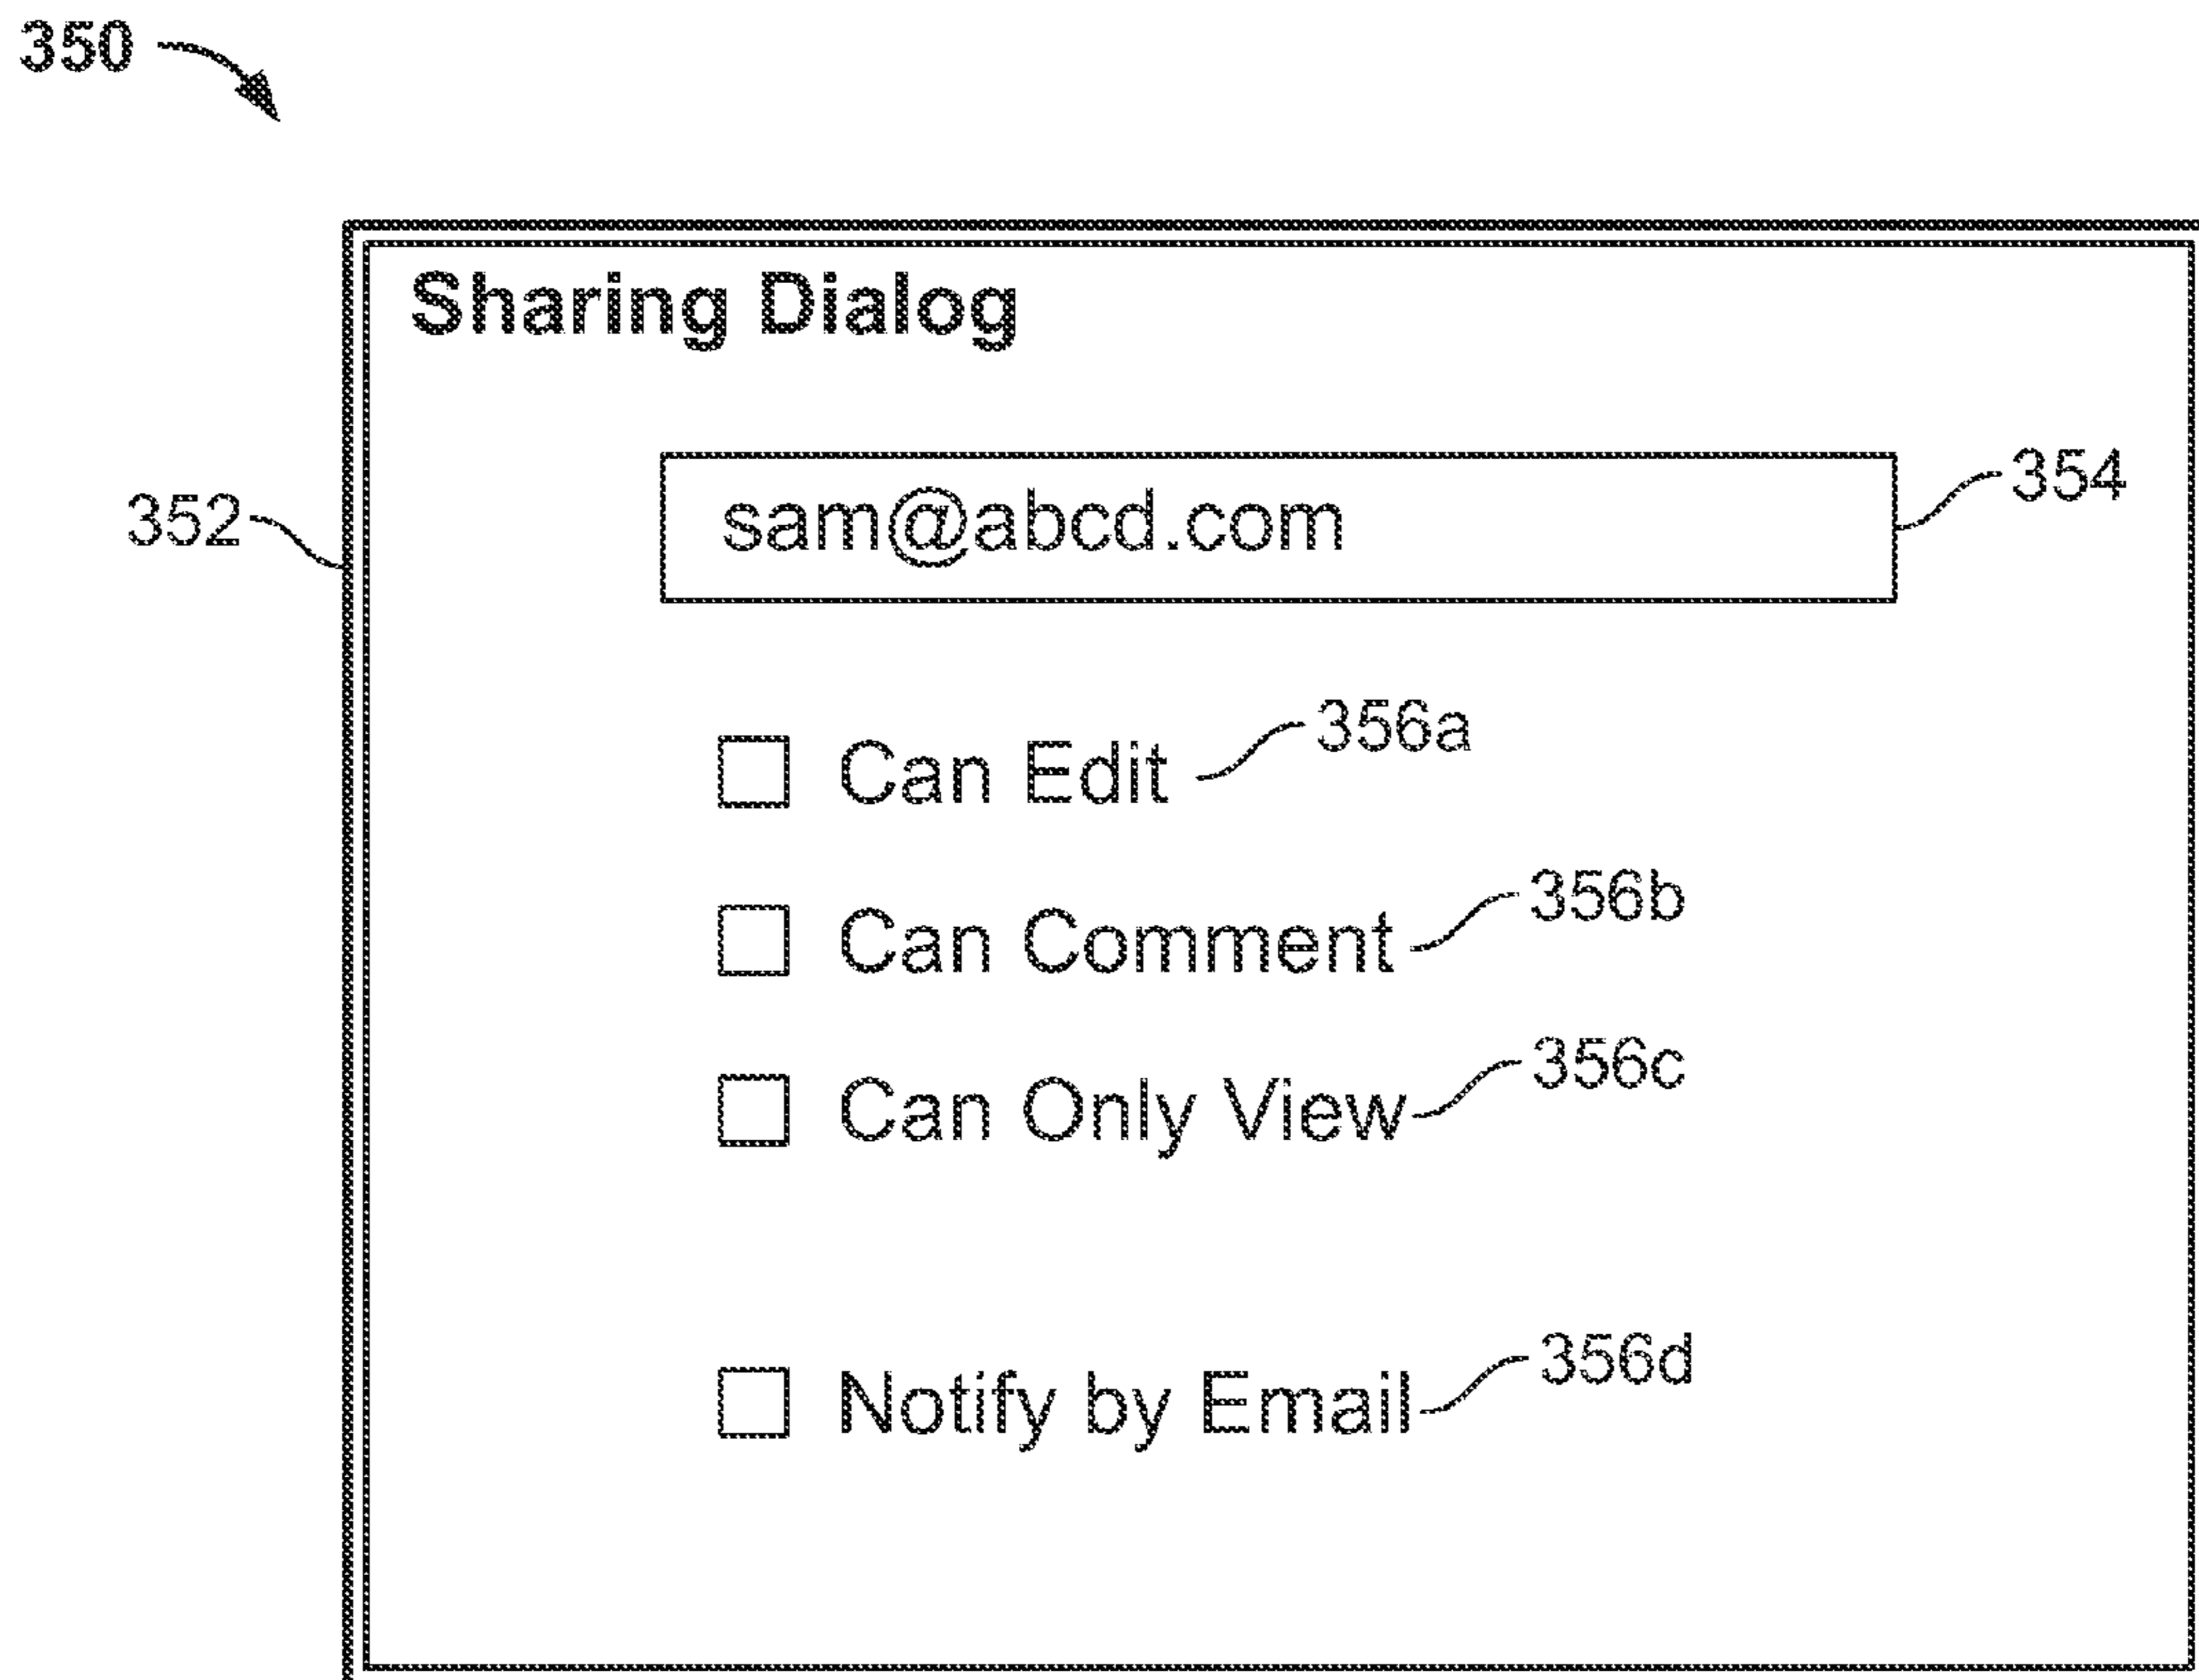 350
Sharing Dialog
352
sam@abcd.com
354
Can Edit
356a
Can Comment
356b
Can Only View
356c
Notify by Email
356d